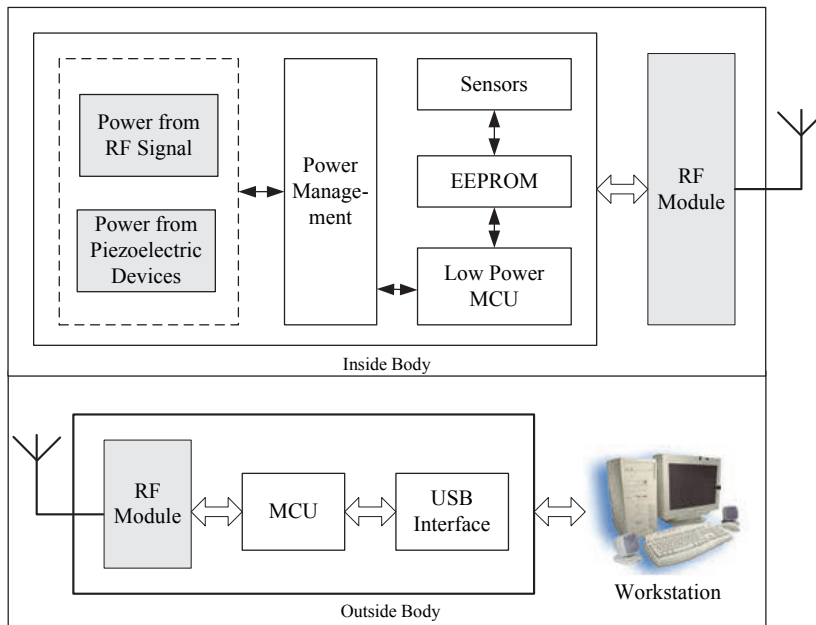 Power from
RF Signal
Power from
Piezoelectric
Devices
Power
Manage-
ment
Sensors
EEPROM
Low Power
MCU
RF
Module
Inside Body
RF
Module
MCU
USB
Interface
Workstation
Outside Body